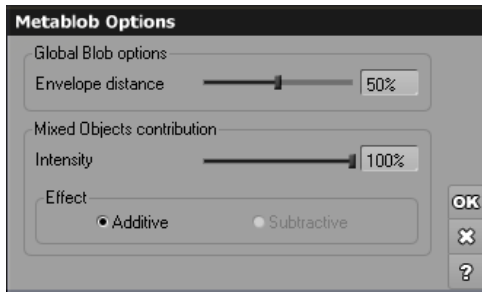 Metablob Options
Global Blob options
Envelope distance 50%
Mixed Objects contribution
Intensity 100%
Effect
Additive Subtractive
OK
?